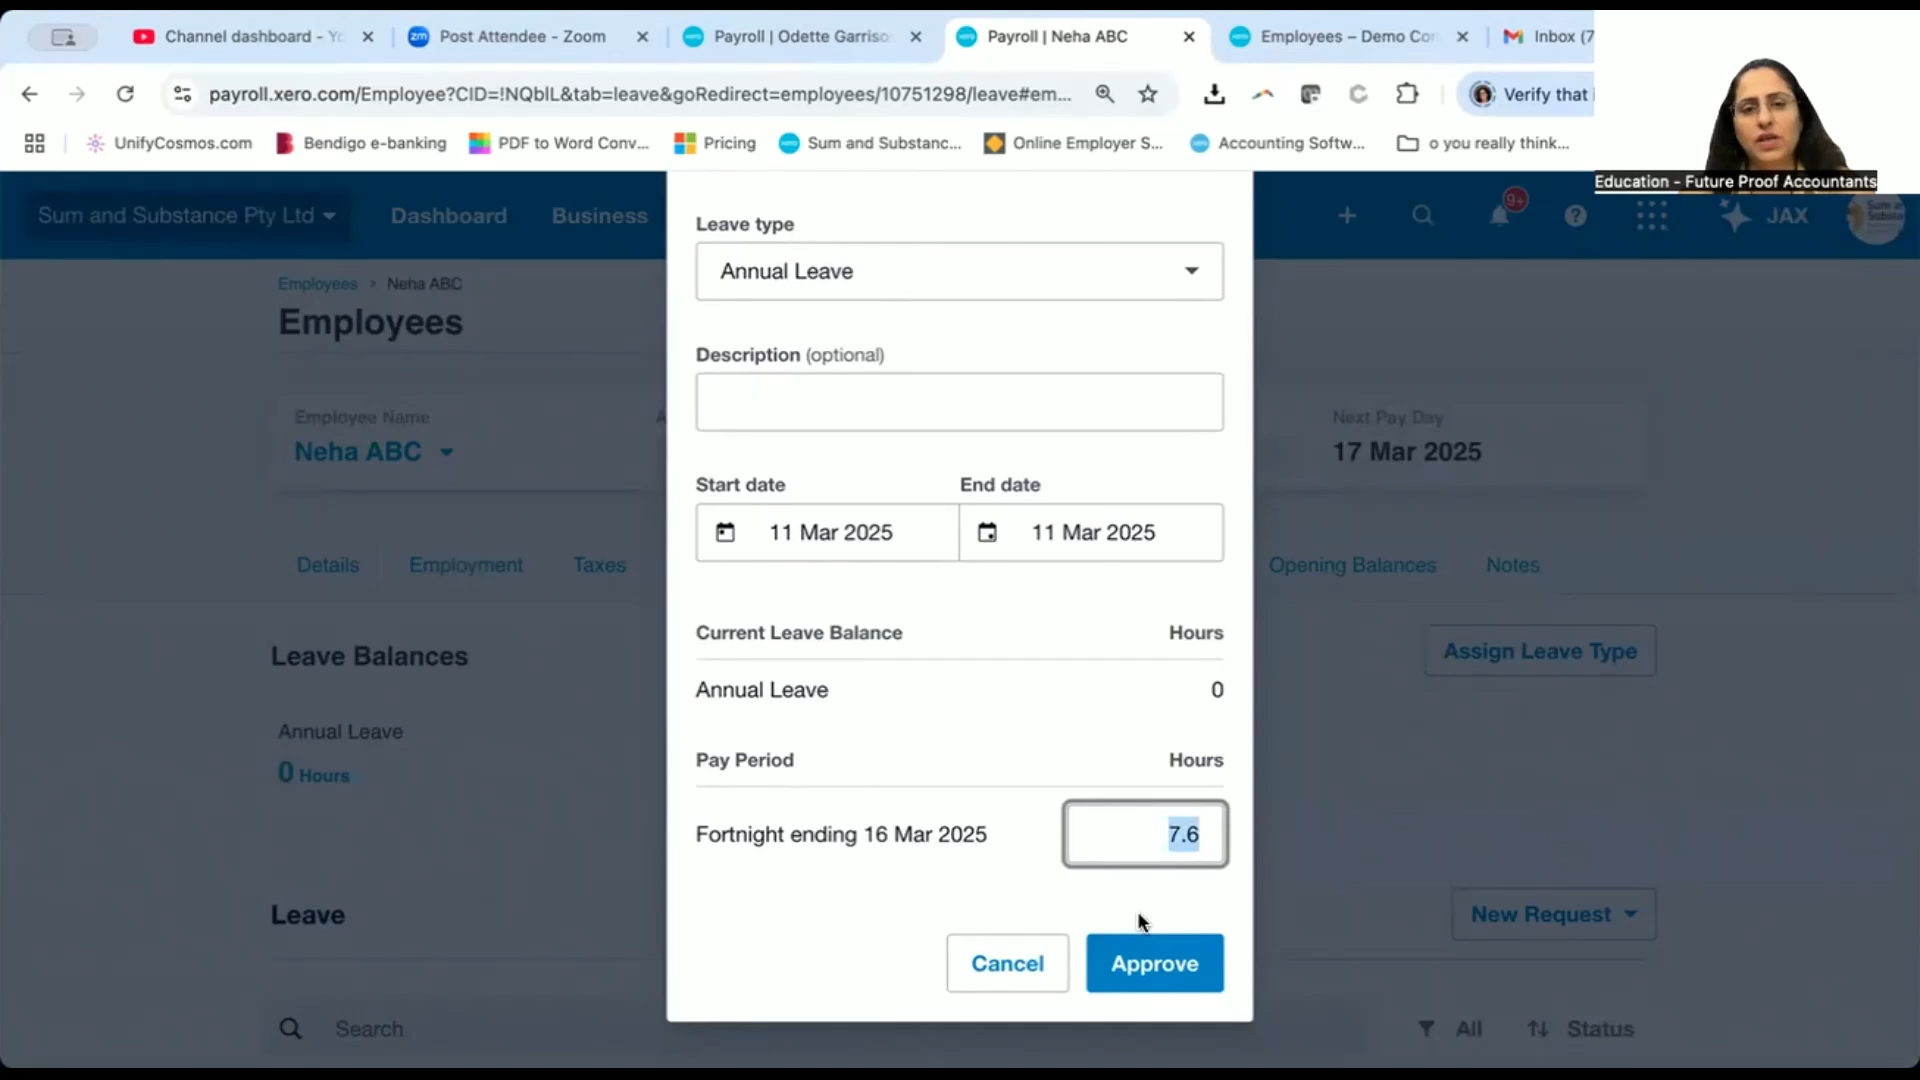 Channel dashboard - Yo
Post Attendee - Zoom
Payroll | Odette Garriso
Payroll | Neha ABC
Employees – Demo Com
Inbox (7
payroll.xero.com/Employee?CID=!NQblL&tab=leave&goRedirect=employees/10751298/leave#em...
Verify that i
UnifyCosmos.com
Bendigo e-banking
PDF to Word Conv...
Pricing
Sum and Substanc...
Online Employer S...
Accounting Softw...
o you really think...
Education - Future Proof Accountants
Sum and Substance Pty Ltd
Dashboard
Business
9+
JAX
Employees > Neha ABC
Employees
Employee Name
Neha ABC
Next Pay Day
17 Mar 2025
Details
Employment
Taxes
Opening Balances
Notes
Leave Balances
Assign Leave Type
Annual Leave
0 Hours
Leave
New Request
Search
All
Status
Leave type
Annual Leave
Description (optional)
Start date
End date
11 Mar 2025
11 Mar 2025
Current Leave Balance
Hours
Annual Leave
0
Pay Period
Hours
Fortnight ending 16 Mar 2025
7.6
Cancel
Approve